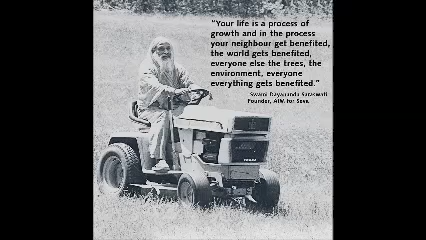 "Your life is a process of
growth and in the process
your neighbour get benefited,
the world gets benefited,
everyone else the trees, the
environment, everyone
everything gets benefited."
Swami Dayananda Saraswati
Founder, AIM for Seva.